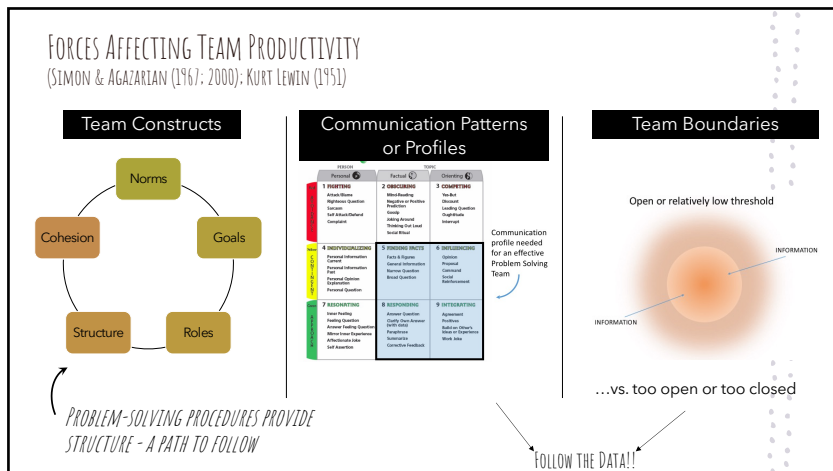 FORCES AFFECTING TEAM PRODUCTIVITY
(SIMON & AGAZARIAN (1967; 2000); KURT LEWIN (1951)
Team Constructs
Norms
Cohesion
Goals
Structure
Roles
PROBLEM-SOLVING PROCEDURES PROVIDE
STRUCTURE - A PATH TO FOLLOW
Communication Patterns
or Profiles
PERSON
TOPIC
Personal
Factual
Orienting
1 FIGHTING
Attack/Blame
Righteous Question
Sarcasm
Self Attack/Defend
Complaint
2 OBSCURING
Mind-Reading
Negative or Positive
Prediction
Gossip
Joking Around
Thinking Out Loud
Social Ritual
3 COMPETING
Yes-But
Discount
Leading Question
Oughtitude
Interrupt
4 INDIVIDUALIZING
Personal Information
Current
Personal Information
Past
Personal Opinion
Explanation
Personal Question
5 FINDING FACTS
Facts & Figures
General Information
Narrow Question
Broad Question
6 INFLUENCING
Opinion
Proposal
Command
Social
Reinforcement
7 RESONATING
Inner Feeling
Feeling Question
Answer Feeling Question
Mirror Inner Experience
Affectionate Joke
Self Assertion
8 RESPONDING
Answer Question
Clarify Own Answer
(with data)
Paraphrase
Summarize
Corrective Feedback
9 INTEGRATING
Agreement
Positives
Build on Other's
Ideas or Experience
Work Joke
Communication
profile needed
for an effective
Problem Solving
Team
Team Boundaries
Open or relatively low threshold
INFORMATION
INFORMATION
…vs. too open or too closed
FOLLOW THE DATA!!